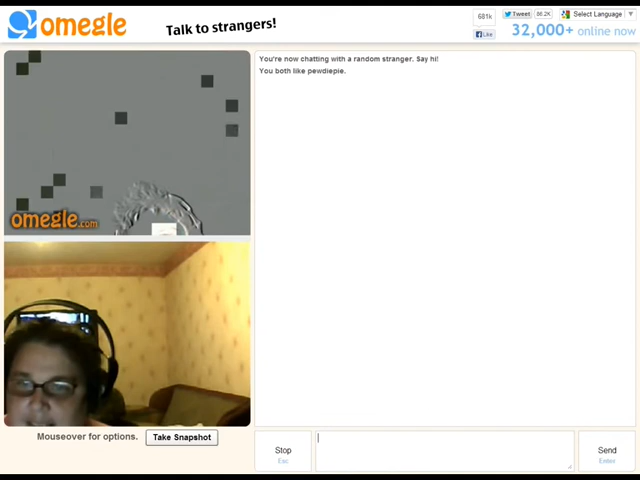 omegle
Talk to strangers!
681k
Like
Tweet
86.2K
Select Language
32,000+ online now
You're now chatting with a random stranger. Say hi!
You both like pewdiepie.
omegle.com
Mouseover for options.
Take Snapshot
Stop
Esc
Send
Enter